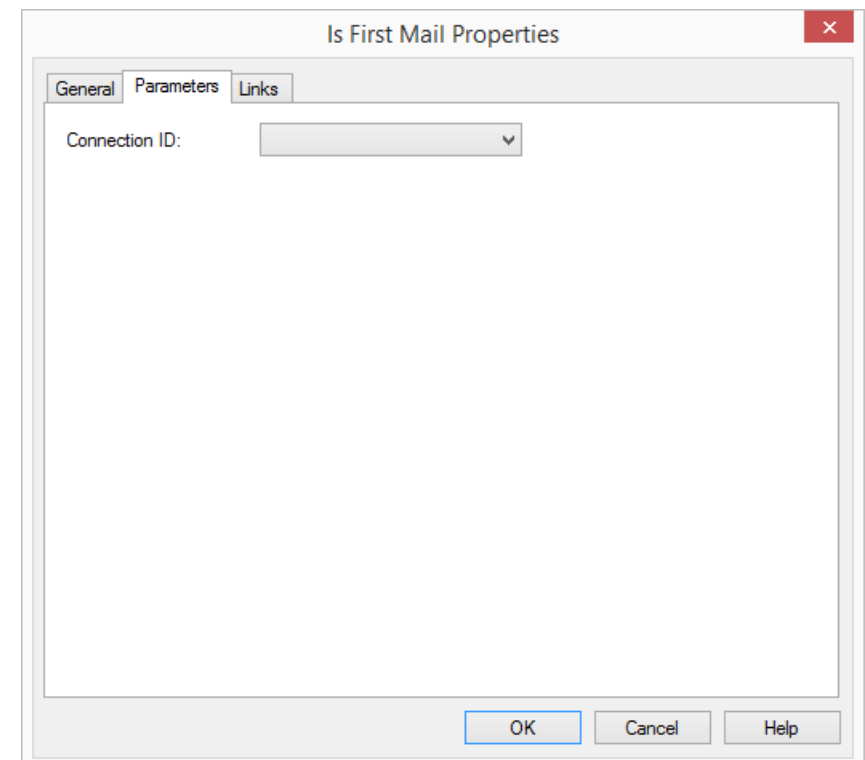 Is First Mail Properties
General Parameters Links
Connection ID:
OK Cancel Help